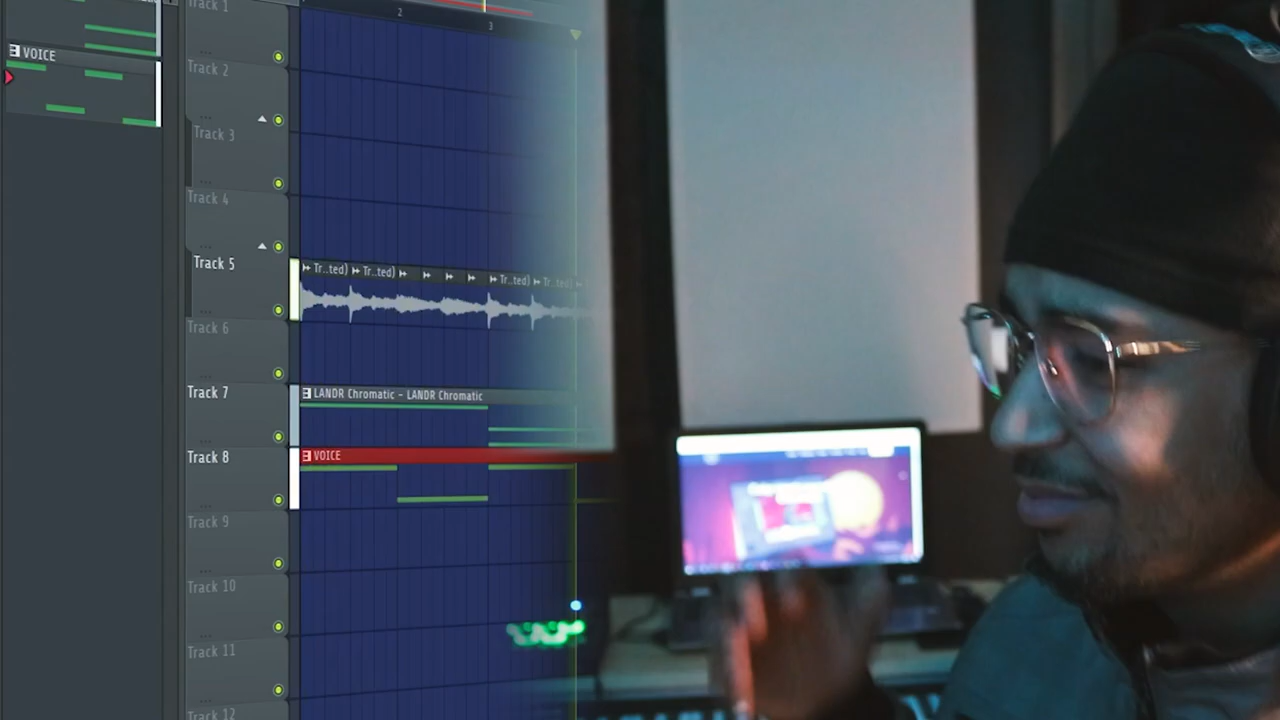 VOICE
Track 1
2
3
Track 2
Track 3
Track 4
Track 5
Tr..ted) Tr..ted) Tr..ted) Tr..ted)
Track 6
Track 7
LANDR Chromatic - LANDR Chromatic
Track 8
VOICE
Track 9
Track 10
Track 11
Track 12